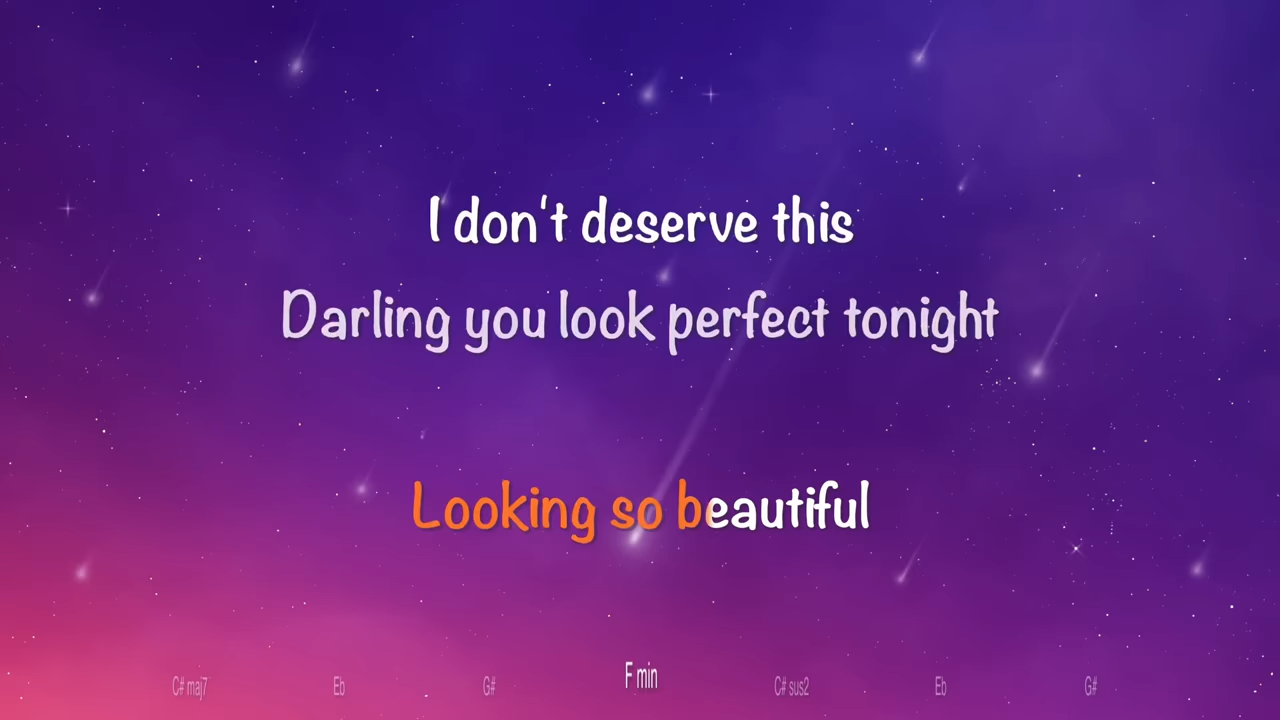 I don't deserve this
Darling you look perfect tonight
Looking so beautiful
C# maj7 Eb G# F min C# sus2 Eb G#